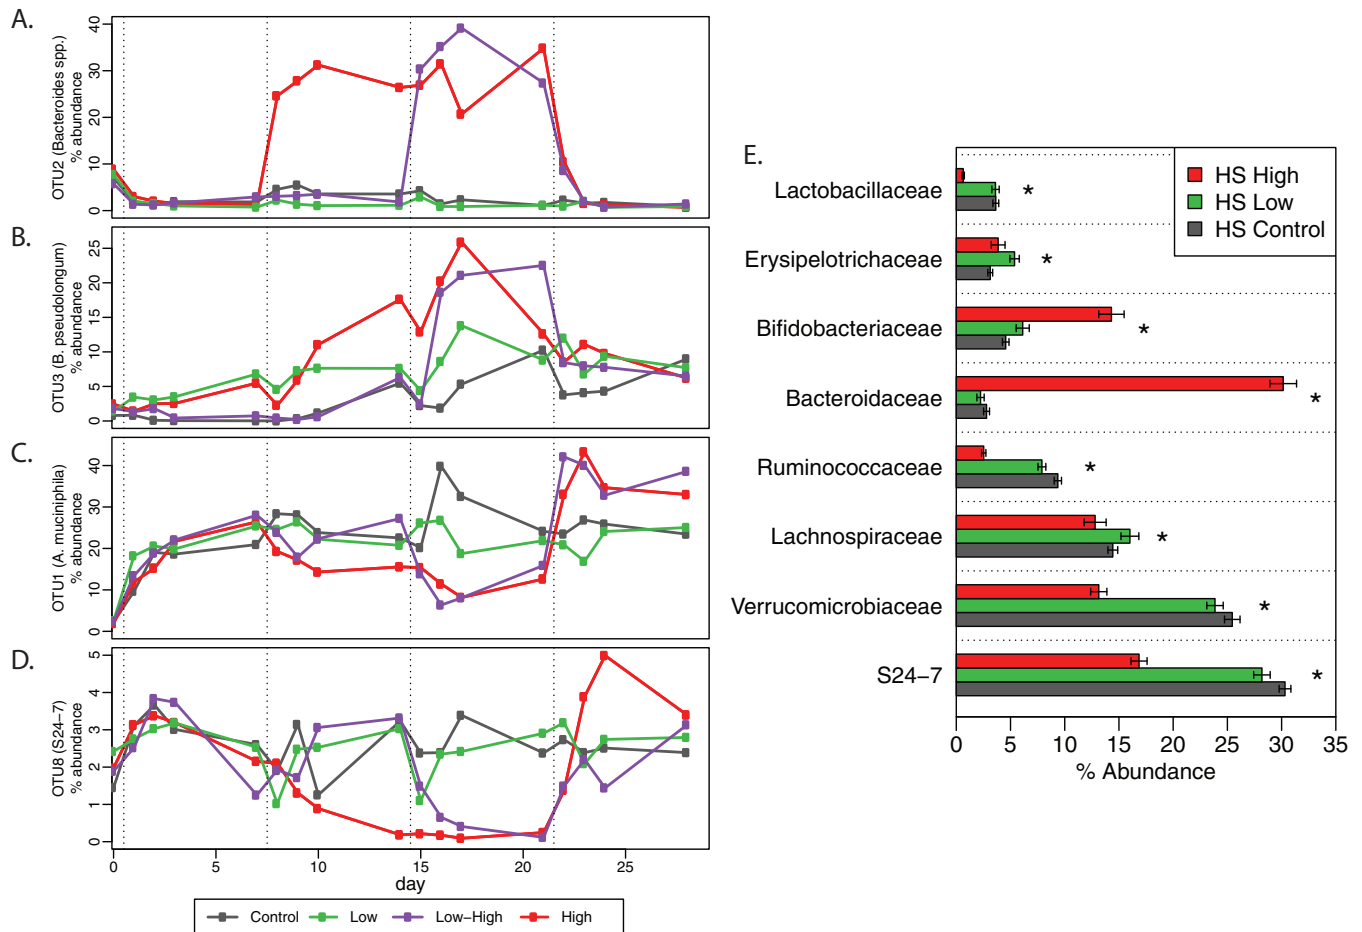 A.
OTU2 (Bacteroides spp.)
% abundance
0
10
20
30
40
B.
OTU3 (B. pseudolongum)
% abundance
0
5
10
15
20
25
C.
OTU1 (A. muciniphila)
% abundance
0
10
20
30
40
D.
OTU8 (S24-7)
% abundance
0
1
2
3
4
5
0 5 10 15 20 25
day
Control Low Low-High High
E.
HS High
HS Low
HS Control
Lactobacillaceae *
Erysipelotrichaceae *
Bifidobacteriaceae *
Bacteroidaceae *
Ruminococcaceae *
Lachnospiraceae *
Verrucomicrobiaceae *
S24-7 *
0 5 10 15 20 25 30 35
% Abundance